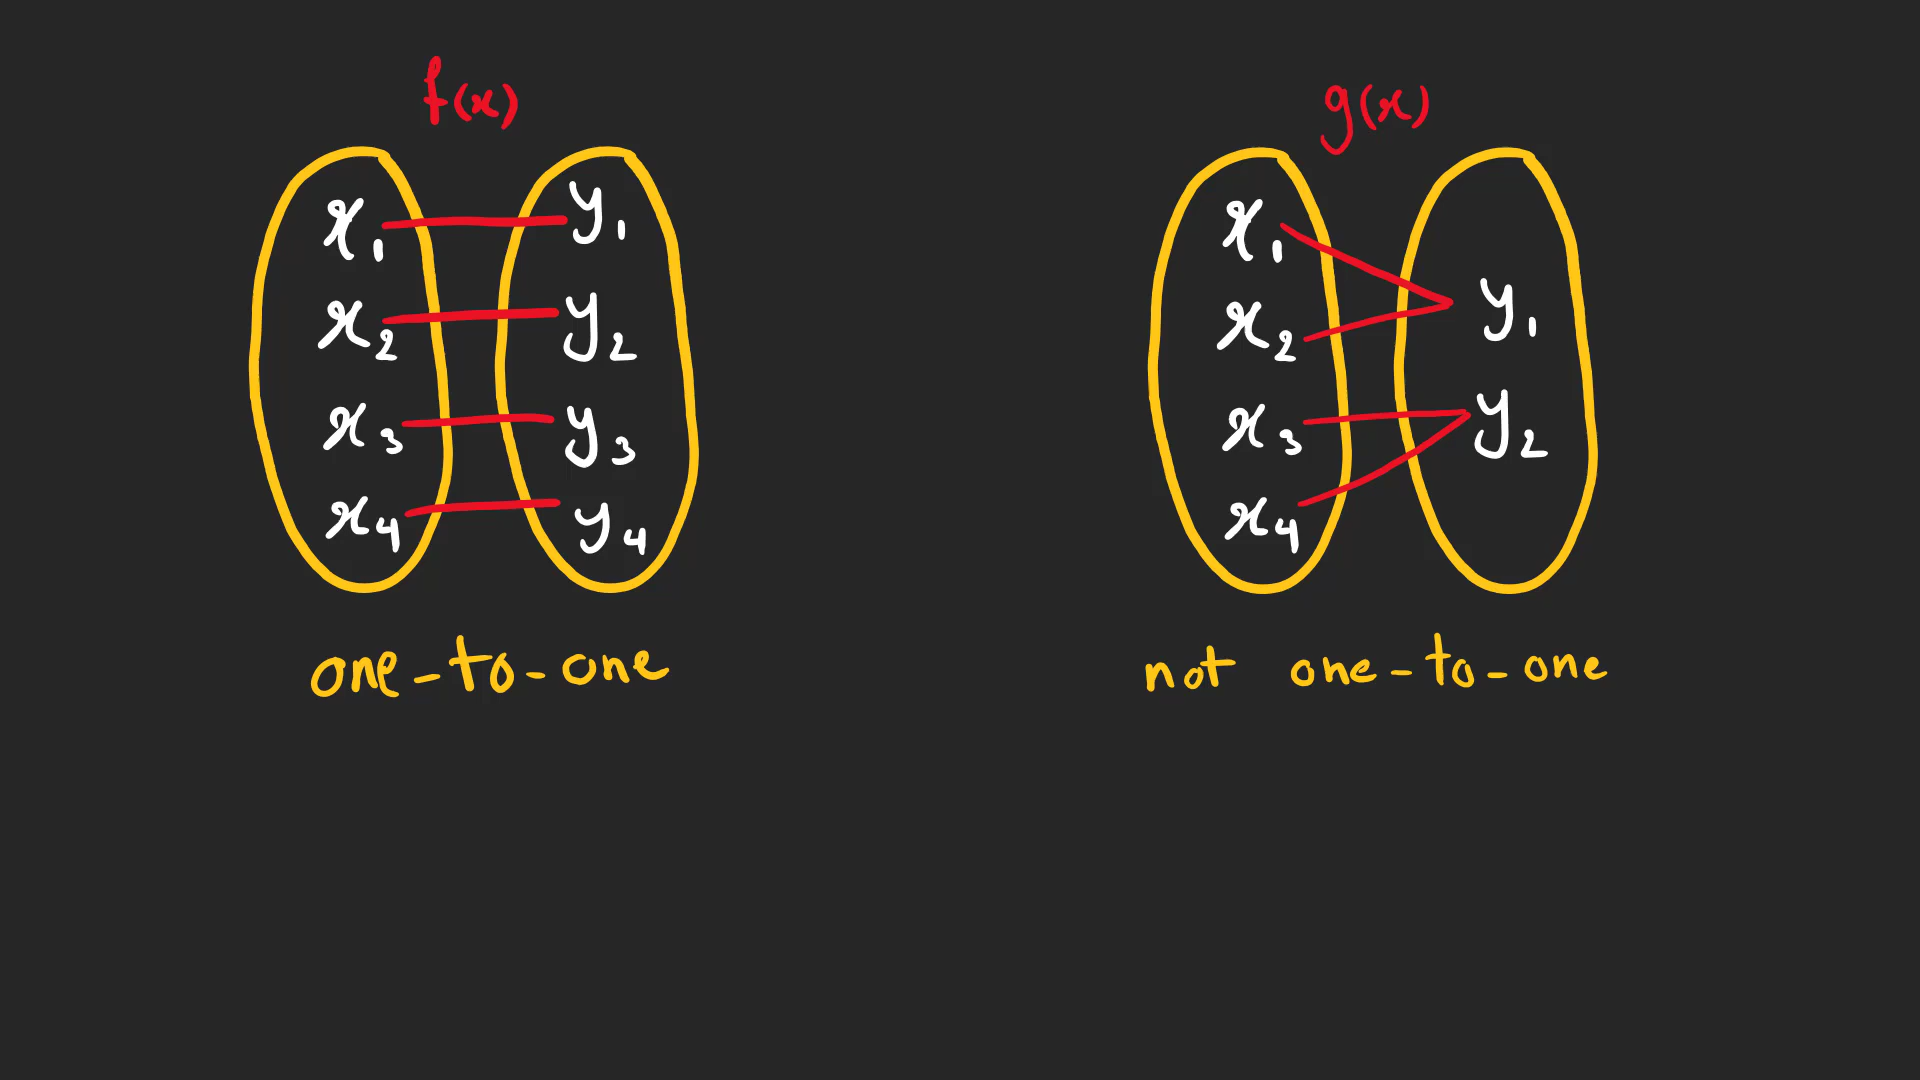 f(x)
x₁ y₁
x₂ y₂
x₃ y₃
x₄ y₄
one-to-one
g(x)
x₁
x₂ y₁
x₃ y₂
x₄
not one-to-one